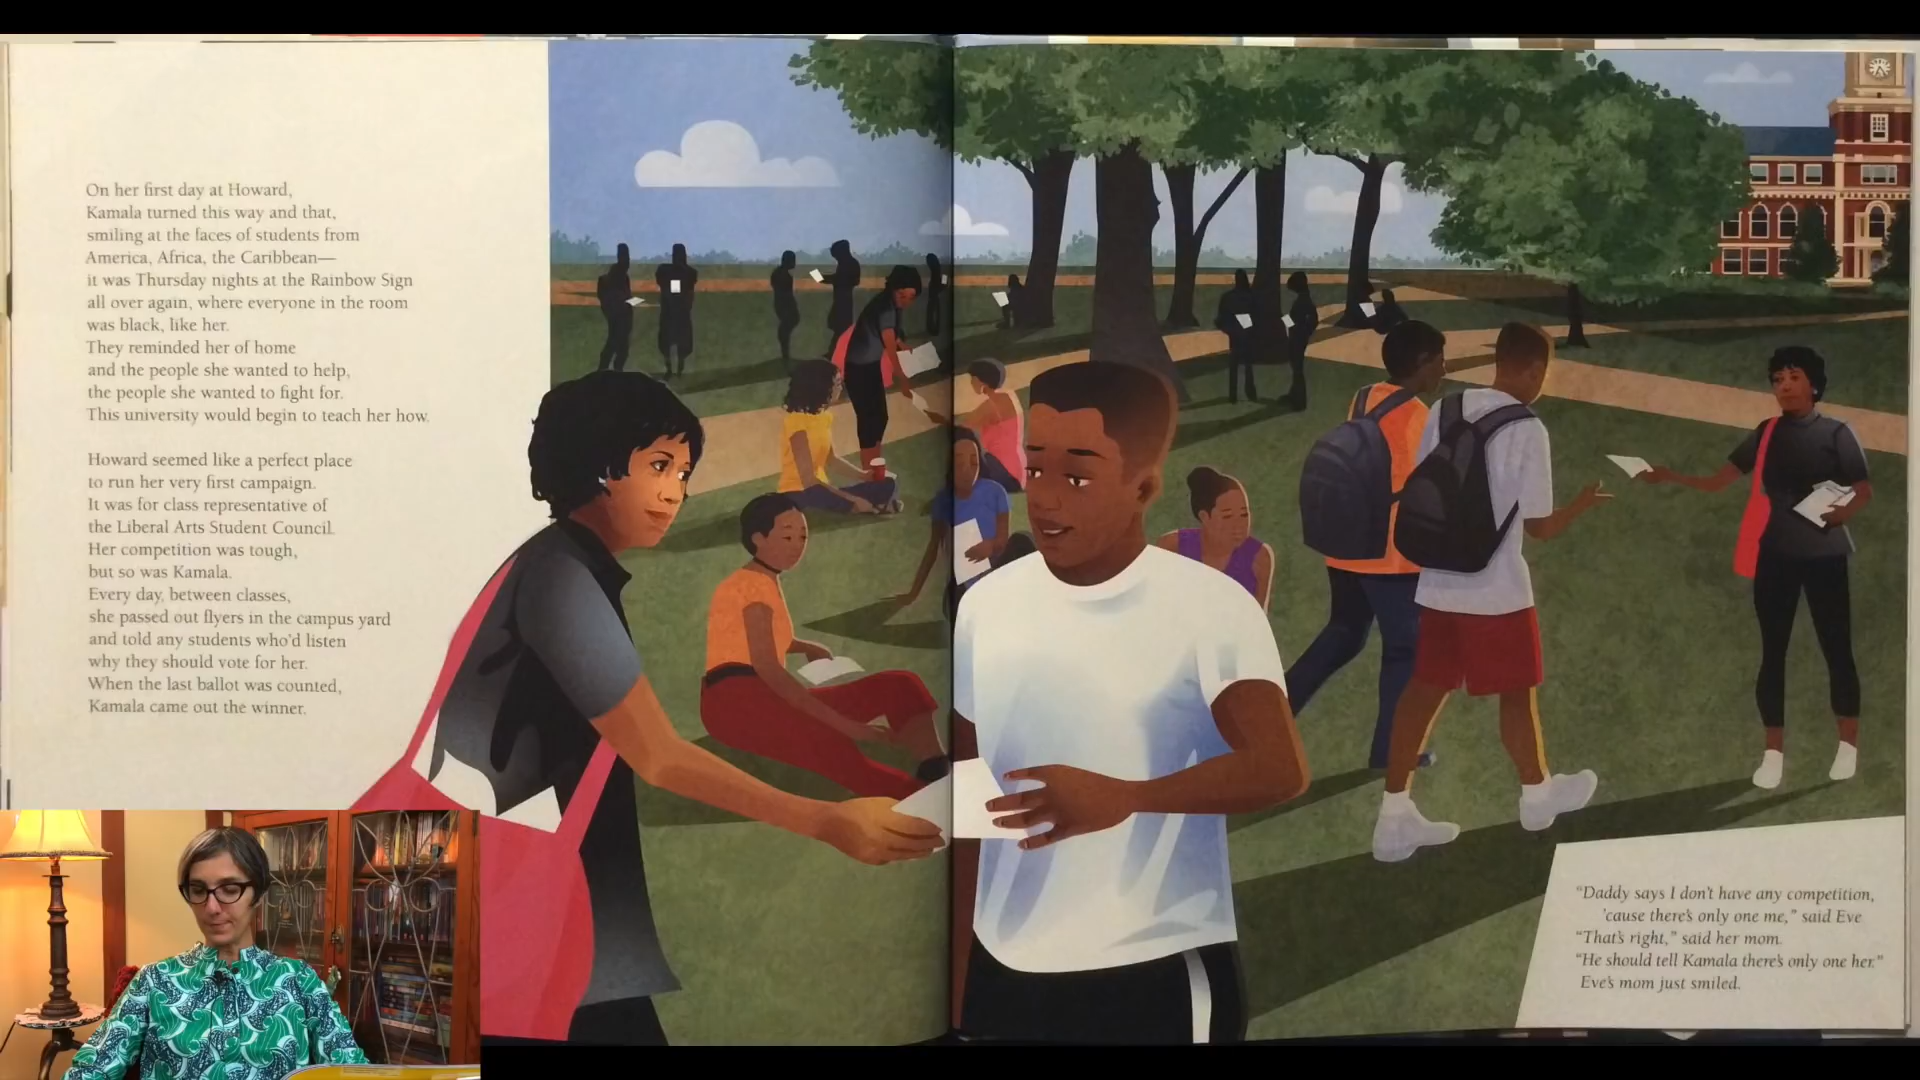 On her first day at Howard,
Kamala turned this way and that,
smiling at the faces of students from
America, Africa, the Caribbean—
it was Thursday nights at the Rainbow Sign
all over again, where everyone in the room
was black, like her.
They reminded her of home
and the people she wanted to help,
the people she wanted to fight for.
This university would begin to teach her how.
Howard seemed like a perfect place
to run her very first campaign.
It was for class representative of
the Liberal Arts Student Council.
Her competition was tough,
but so was Kamala.
Every day, between classes,
she passed out flyers in the campus yard
and told any students who'd listen
why they should vote for her.
When the last ballot was counted,
Kamala came out the winner.
“Daddy says I don't have any competition,
’cause there's only one me,” said Eve
“That's right,” said her mom.
“He should tell Kamala there's only one her.”
Eve's mom just smiled.